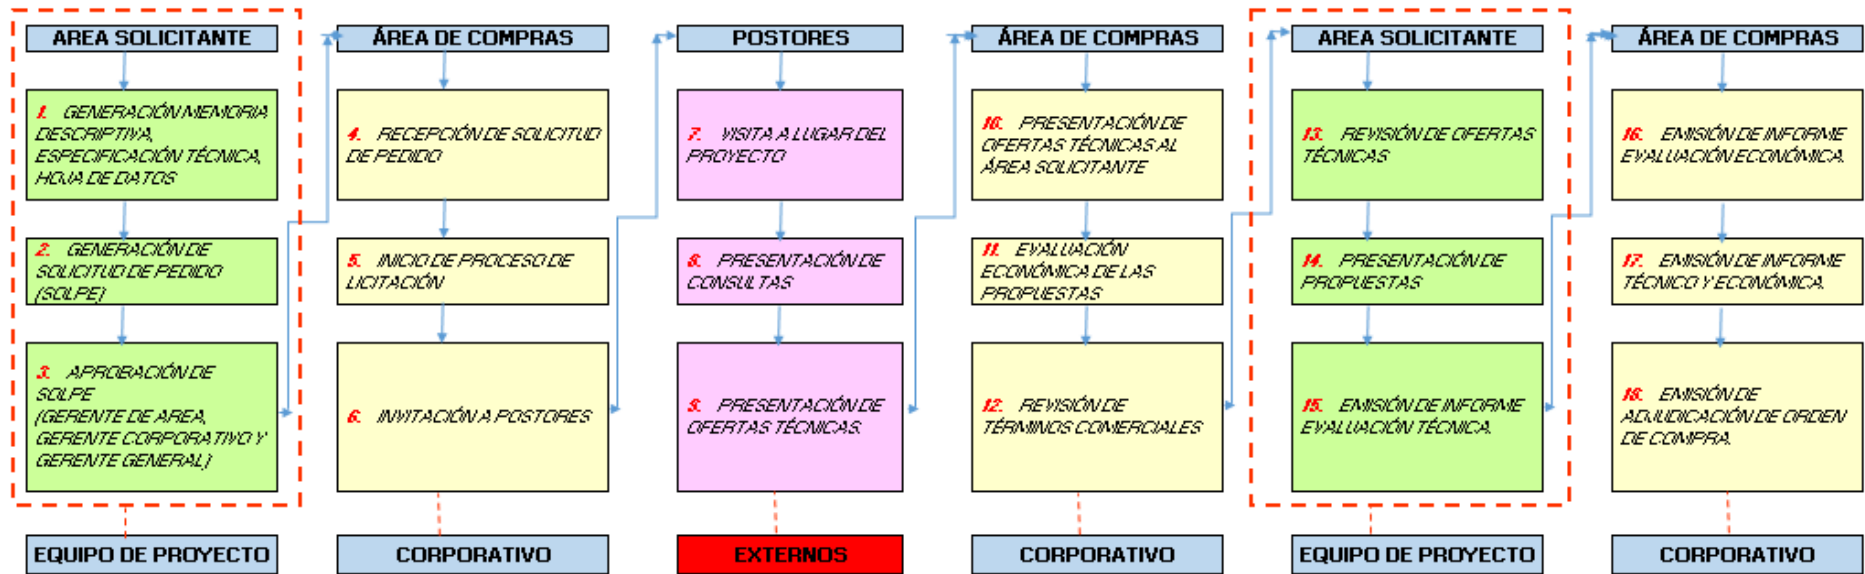 AREA SOLICITANTE
1. GENERACIÓN MEMORIA
DESCRIPTIVA,
ESPECIFICACIÓN TÉCNICA,
HOJA DE DATOS
2. GENERACIÓN DE
SOLICITUD DE PEDIDO
(SOLPE)
3. APROBACIÓN DE
SOLPE
(GERENTE DE AREA,
GERENTE CORPORATIVO Y
GERENTE GENERAL)
EQUIPO DE PROYECTO
ÁREA DE COMPRAS
4. RECEPCIÓN DE SOLICITUD
DE PEDIDO
5. INICIO DE PROCESO DE
LICITACIÓN
6. INVITACIÓN A POSTORES
CORPORATIVO
POSTORES
7. VISITA A LUGAR DEL
PROYECTO
8. PRESENTACIÓN DE
CONSULTAS
9. PRESENTACIÓN DE
OFERTAS TÉCNICAS.
EXTERNOS
ÁREA DE COMPRAS
10. PRESENTACIÓN DE
OFERTAS TÉCNICAS AL
ÁREA SOLICITANTE
11. EVALUACIÓN
ECONÓMICA DE LAS
PROPUESTAS
12. REVISIÓN DE
TÉRMINOS COMERCIALES
CORPORATIVO
AREA SOLICITANTE
13. REVISIÓN DE OFERTAS
TÉCNICAS
14. PRESENTACIÓN DE
PROPUESTAS
15. EMISIÓN DE INFORME
EVALUACIÓN TÉCNICA.
EQUIPO DE PROYECTO
ÁREA DE COMPRAS
16. EMISIÓN DE INFORME
EVALUACIÓN ECONÓMICA.
17. EMISIÓN DE INFORME
TÉCNICO Y ECONÓMICA.
18. EMISIÓN DE
ADJUDICACIÓN DE ORDEN
DE COMPRA.
CORPORATIVO